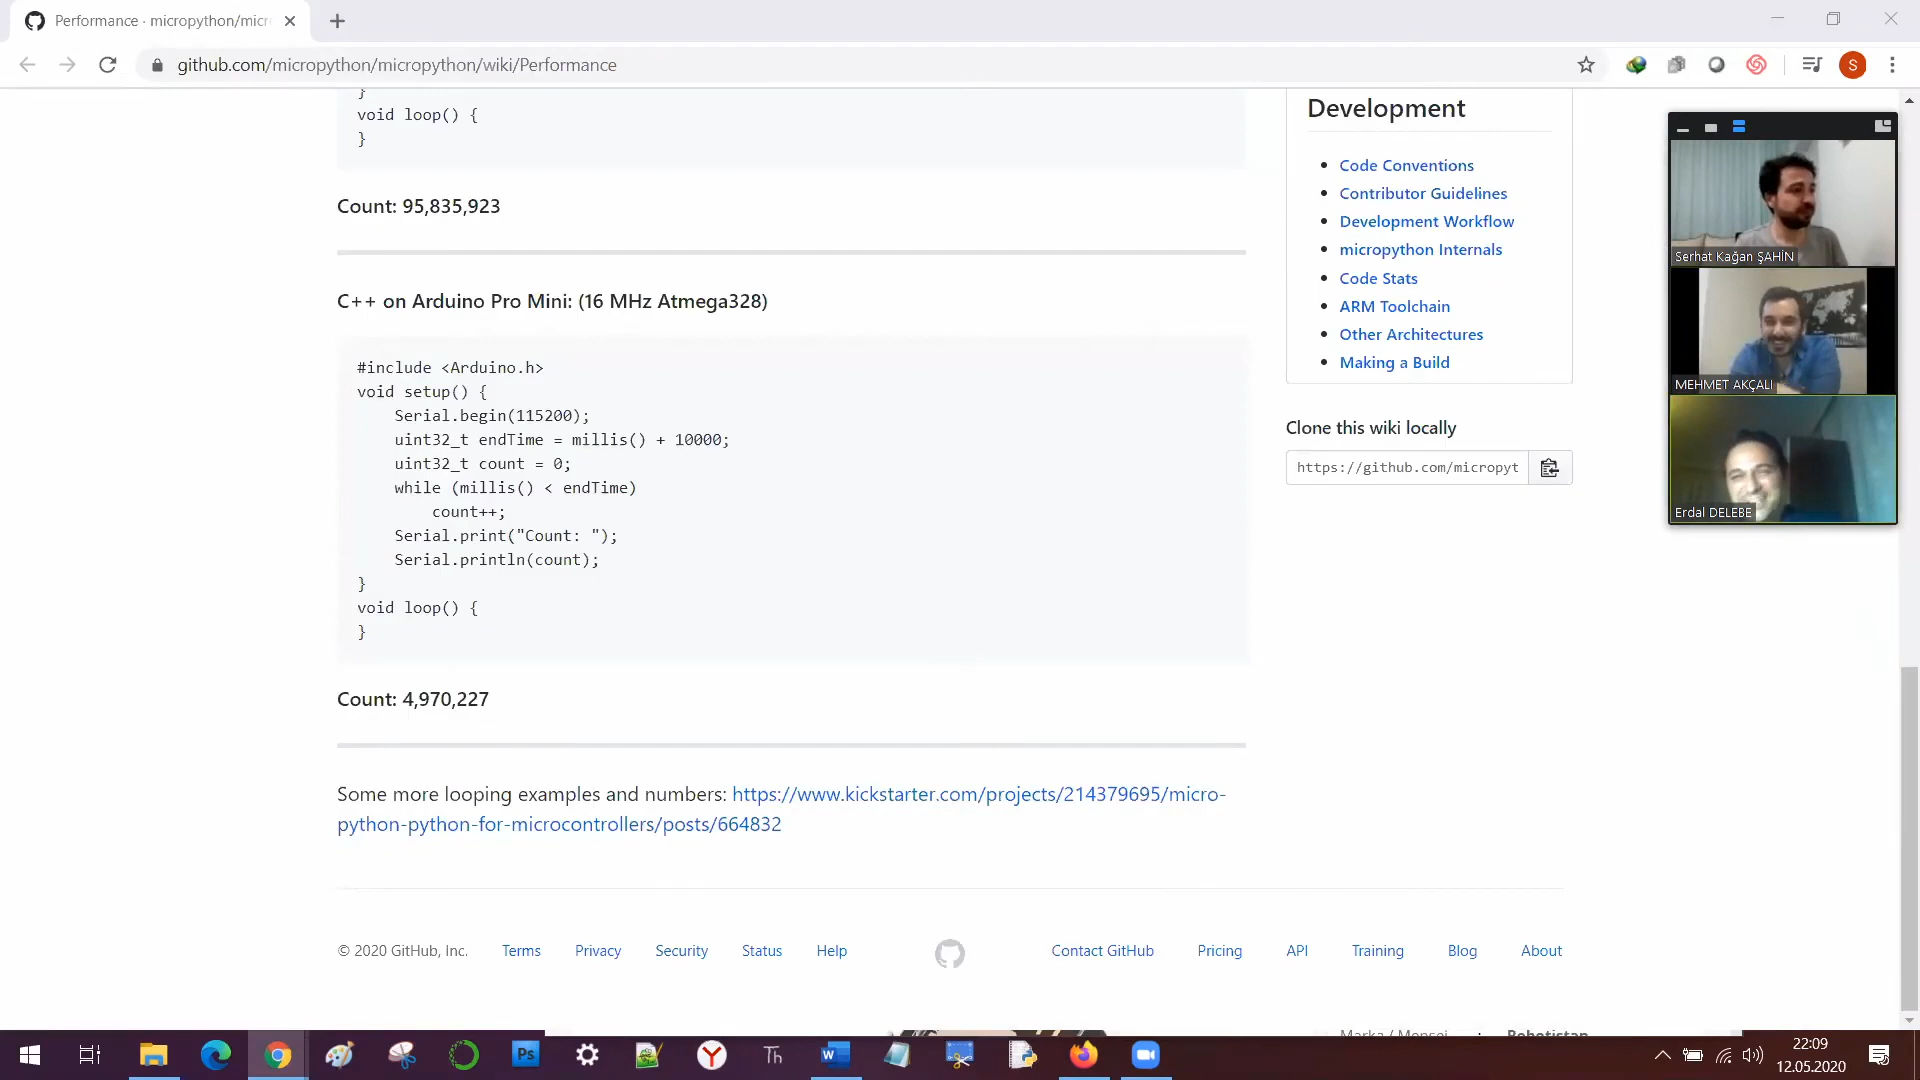 Performance · micropython/micr
github.com/micropython/micropython/wiki/Performance
S
}
void loop() {
}
Count: 95,835,923
C++ on Arduino Pro Mini: (16 MHz Atmega328)
#include <Arduino.h>
void setup() {
Serial.begin(115200);
uint32_t endTime = millis() + 10000;
uint32_t count = 0;
while (millis() < endTime)
count++;
Serial.print("Count: ");
Serial.println(count);
}
void loop() {
}
Count: 4,970,227
Some more looping examples and numbers: https://www.kickstarter.com/projects/214379695/micro-
python-python-for-microcontrollers/posts/664832
Development
Code Conventions
Contributor Guidelines
Development Workflow
micropython Internals
Code Stats
ARM Toolchain
Other Architectures
Making a Build
Clone this wiki locally
https://github.com/micropyt
Serhat Kağan ŞAHİN
MEHMET AKÇALI
Erdal DELEBE
© 2020 GitHub, Inc. Terms Privacy Security Status Help Contact GitHub Pricing API Training Blog About
Ps Y Th W
22:09
12.05.2020